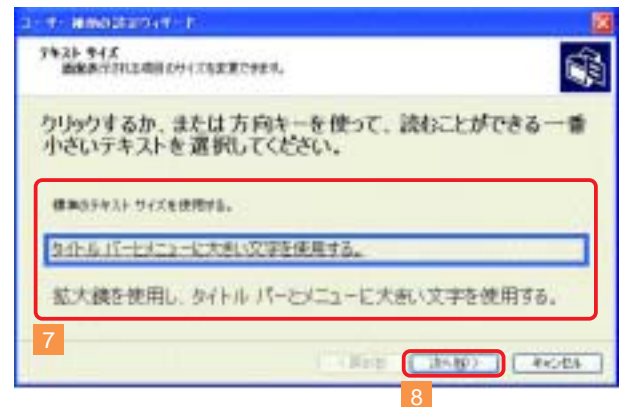 ユーザー補助の設定ウィザード
テキスト サイズ
画面表示される項目のサイズを変更できます。
クリックするか、または方向キーを使って、読むことができる一番
小さいテキストを選択してください。
標準のテキスト サイズを使用する。
タイトル バーとメニューに大きい文字を使用する。
拡大鏡を使用し、タイトル バーとメニューに大きい文字を使用する。
7
次へ(N) > キャンセル
8